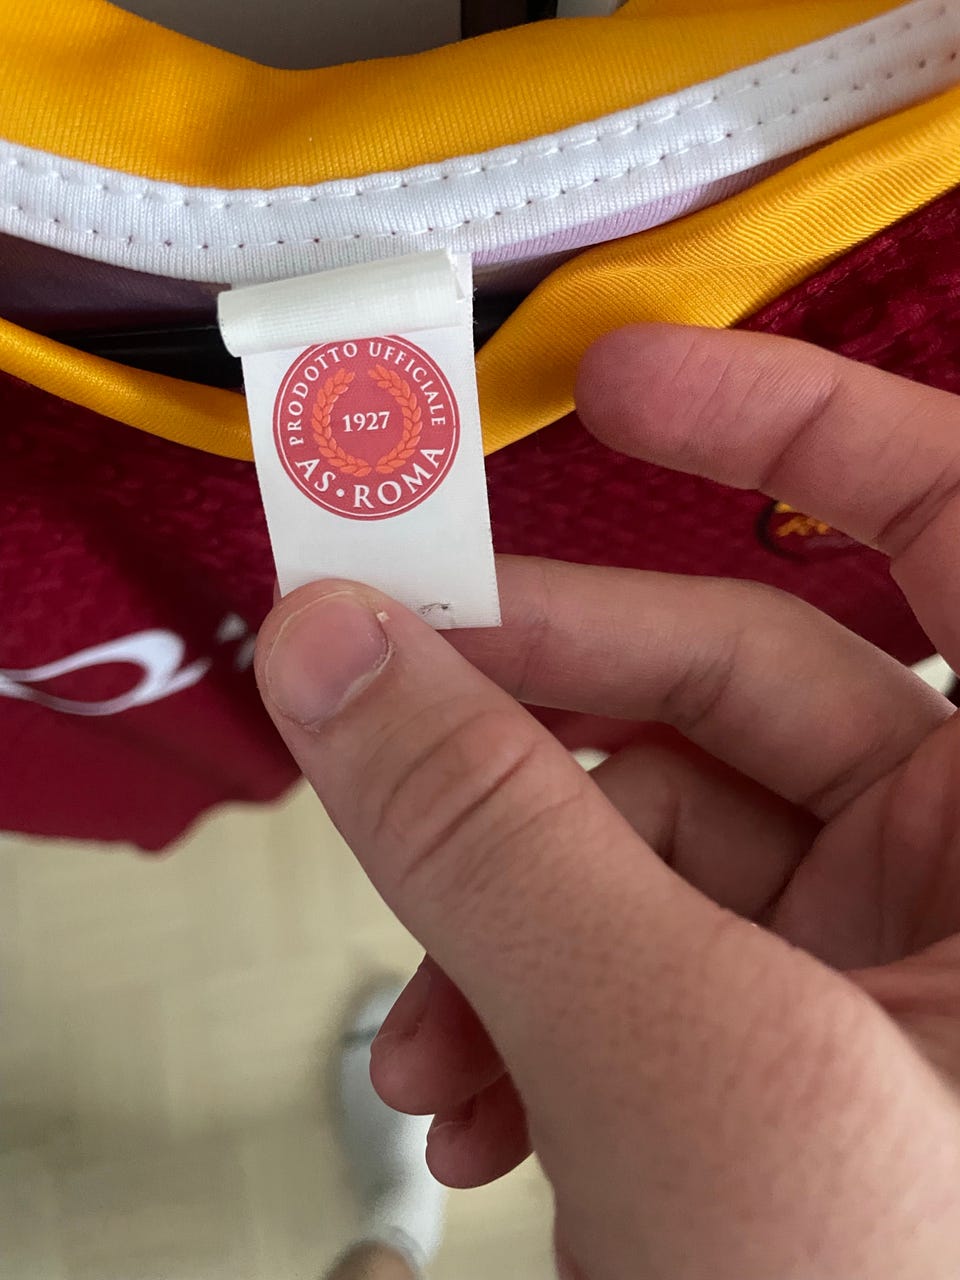 PRODOTTO UFFICIALE
1927
AS • ROMA